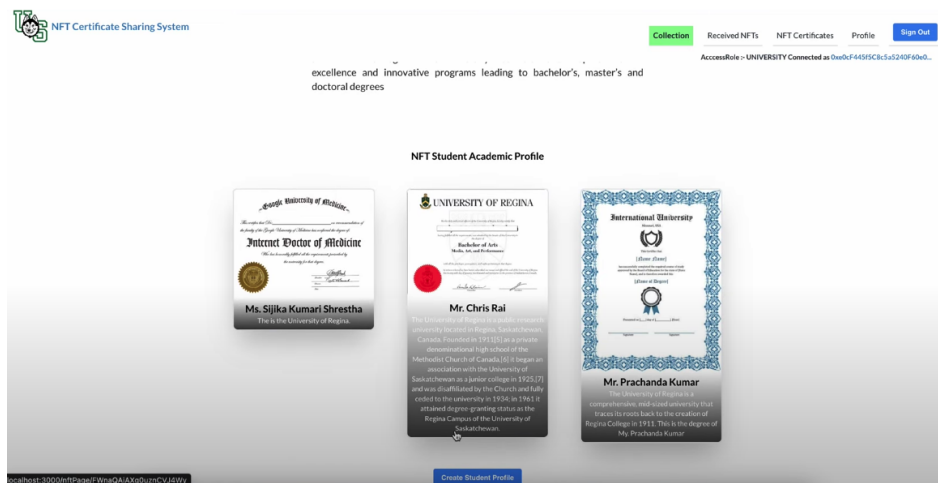 NFT Certificate Sharing System
Collection
Received NFTs
NFT Certificates
Profile
Sign Out
AcccessRole :- UNIVERSITY Connected as 0xe0cF445f5C8c5a5240F60e0...
excellence and innovative programs leading to bachelor's, master's and
doctoral degrees
NFT Student Academic Profile
Google University of Medicine
Internet Doctor of Medicine
Ms. Sijika Kumari Shrestha
The is the University of Regina.
UNIVERSITY OF REGINA
Bachelor of Arts
Media, Art, and Performance
Mr. Chris Rai
The University of Regina is a public research
university located in Regina, Saskatchewan,
Canada. Founded in 1911[5] as a private
denominational high school of the
Methodist Church of Canada,[6] it began an
association with the University of
Saskatchewan as a junior college in 1925,[7]
and was disaffiliated by the Church and fully
ceded to the university in 1934; in 1961 it
attained degree-granting status as the
Regina Campus of the University of
Saskatchewan.
International University
[Name Name]
[Name of Degree]
Mr. Prachanda Kumar
The University of Regina is a
comprehensive, mid-sized university that
traces its roots back to the creation of
Regina College in 1911. This is the degree of
My. Prachanda Kumar
Create Student Profile
localhost:3000/nftPage/FWnaQAiAXg0uznCVJ4Wv